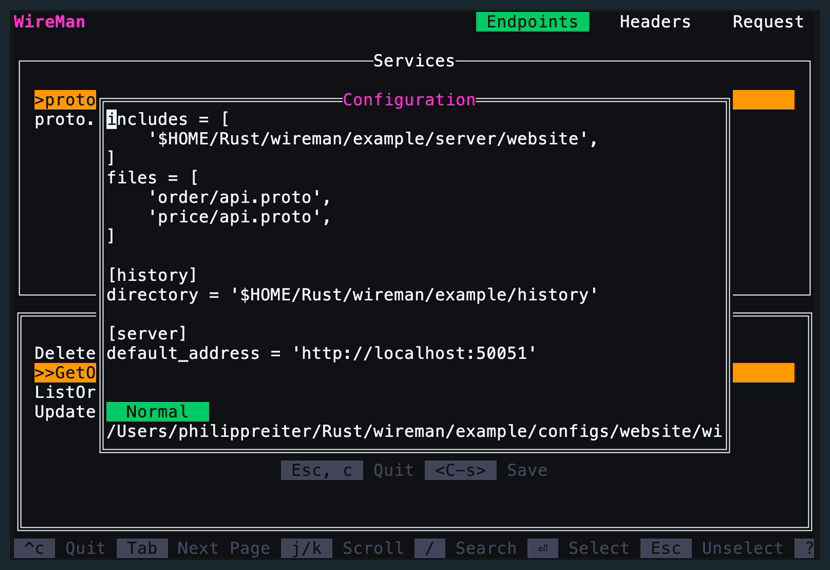 WireMan Endpoints Headers Request
Services
>proto
proto.
Configuration
includes = [
'$HOME/Rust/wireman/example/server/website',
]
files = [
'order/api.proto',
'price/api.proto',
]
[history]
directory = '$HOME/Rust/wireman/example/history'
[server]
default_address = 'http://localhost:50051'
Delete
>>GetO
ListOr
Update
Normal
/Users/philippreiter/Rust/wireman/example/configs/website/wi
Esc, c Quit <C-s> Save
^c Quit Tab Next Page j/k Scroll / Search ⏎ Select Esc Unselect ?